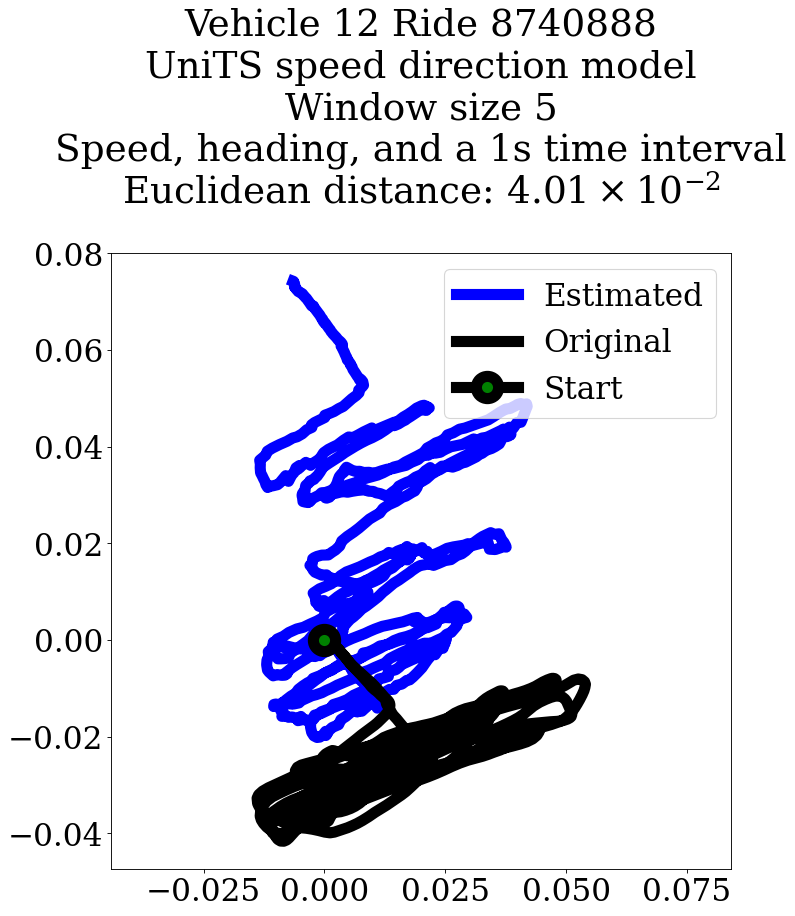 Vehicle 12 Ride 8740888
UniTS speed direction model
Window size 5
Speed, heading, and a 1s time interval
Euclidean distance: 4.01 × 10⁻²
0.08
0.06
0.04
0.02
0.00
−0.02
−0.04
Estimated
Original
Start
−0.025 0.000 0.025 0.050 0.075